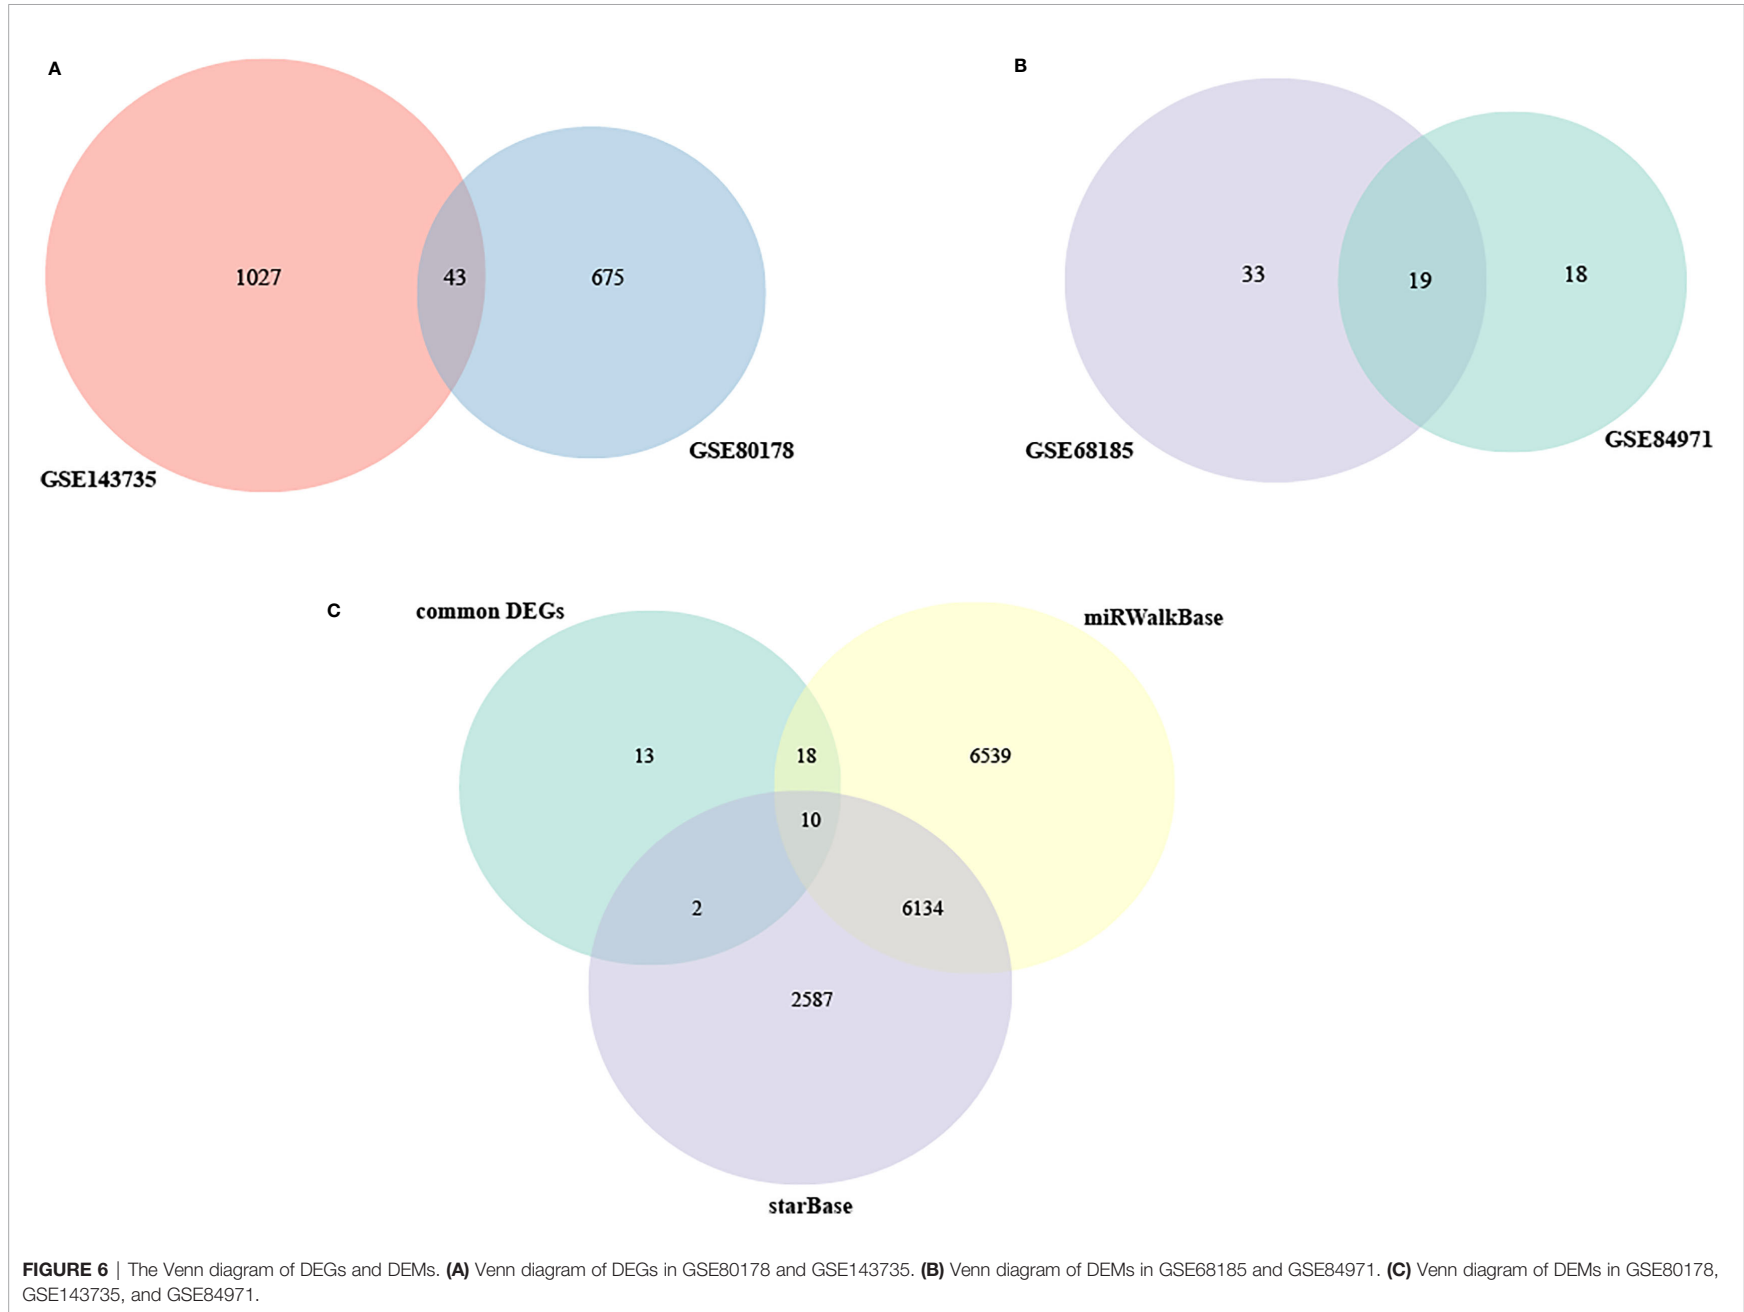 A
1027
43
675
GSE143735
GSE80178
B
33
19
18
GSE68185
GSE84971
C
common DEGs
miRWalkBase
13
18
6539
10
2
6134
2587
starBase
FIGURE 6 | The Venn diagram of DEGs and DEMs. (A) Venn diagram of DEGs in GSE80178 and GSE143735. (B) Venn diagram of DEMs in GSE68185 and GSE84971. (C) Venn diagram of DEMs in GSE80178,
GSE143735, and GSE84971.